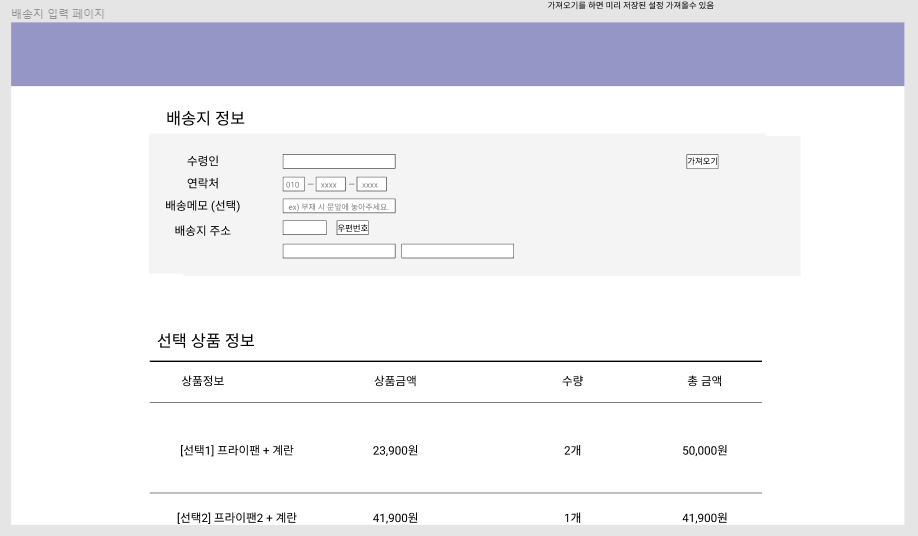 가져오기를 하면 미리 저장된 설정 가져올수 있음
배송지 입력 페이지
배송지 정보
수령인 가져오기
연락처 010 - xxxx - xxxx
배송메모 (선택) ex) 부재 시 문앞에 놓아주세요.
배송지 주소 우편번호
선택 상품 정보
상품정보 상품금액 수량 총 금액
[선택1] 프라이팬 + 계란 23,900원 2개 50,000원
[선택2] 프라이팬2 + 계란 41,900원 1개 41,900원